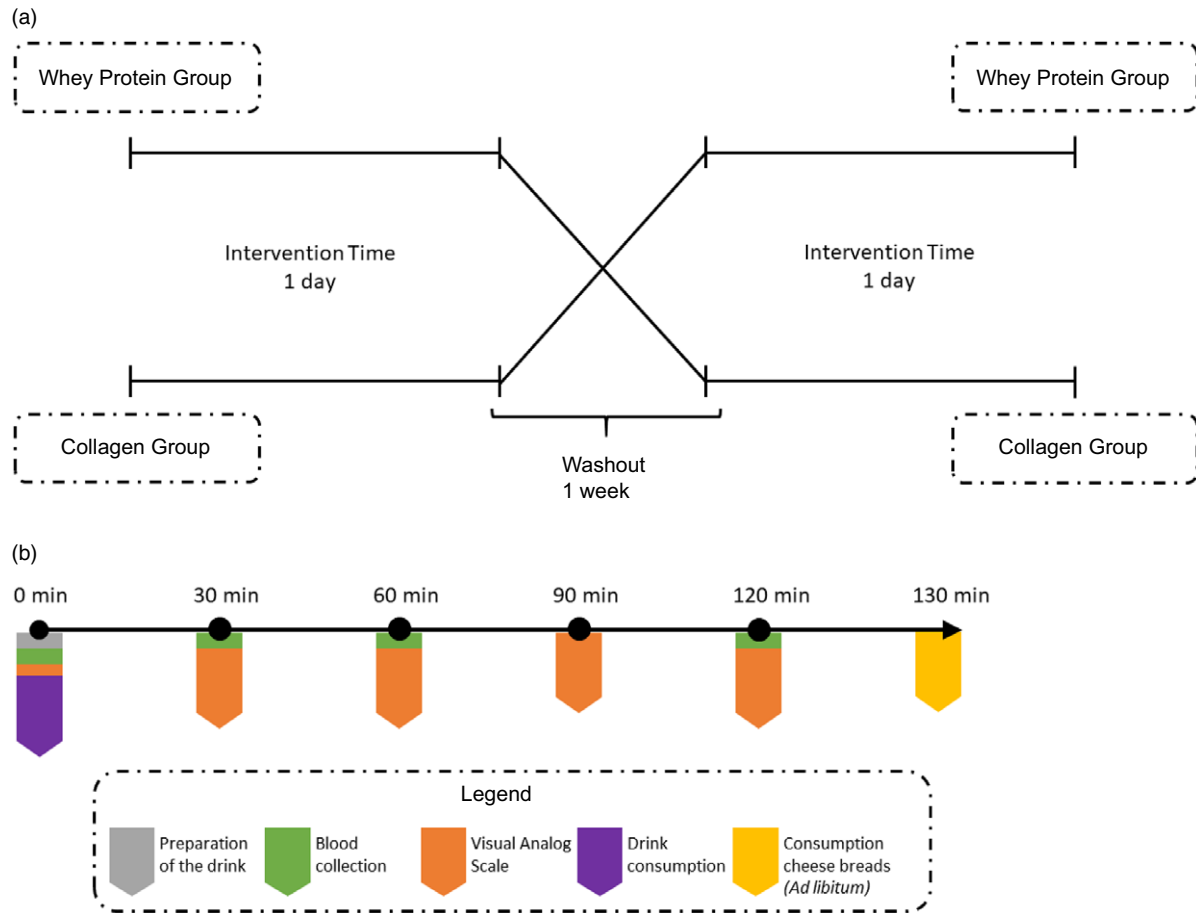 (a)
Whey Protein Group
Whey Protein Group
Intervention Time
1 day
Intervention Time
1 day
Collagen Group
Collagen Group
Washout
1 week
(b)
0 min
30 min
60 min
90 min
120 min
130 min
Legend
Preparation
of the drink
Blood
collection
Visual Analog
Scale
Drink
consumption
Consumption
cheese breads
(Ad libitum)